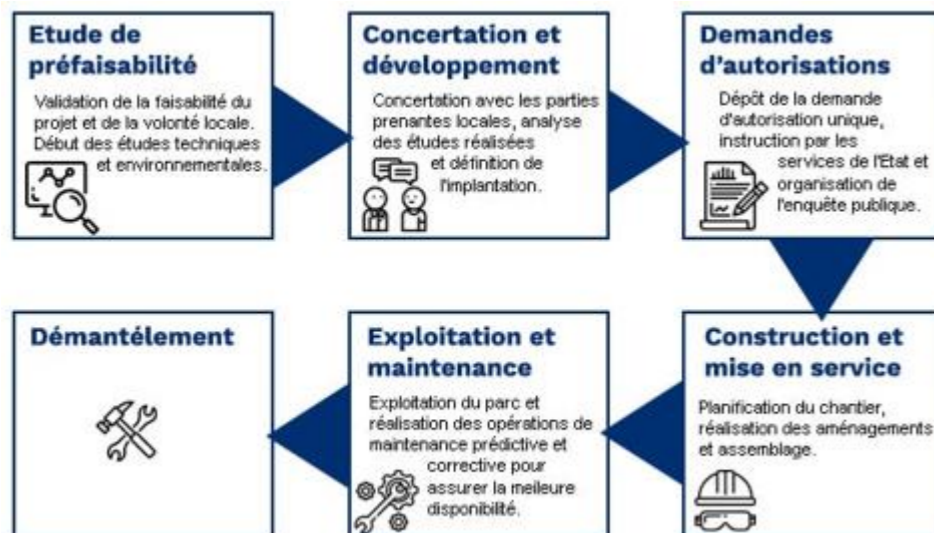 Etude de
préfaisabilité
Validation de la faisabilité du
projet et de la volonté locale.
Début des études techniques
et environnementales.
Concertation et
développement
Concertation avec les parties
prenantes locales, analyse
des études réalisées
et définition de
l'implantation.
Demandes
d'autorisations
Dépôt de la demande
d'autorisation unique,
instruction par les
services de l'Etat et
organisation de
l'enquête publique.
Démantélement
Exploitation et
maintenance
Exploitation du parc et
réalisation des opérations de
maintenance prédictive et
corrective pour
assurer la meileure
disponibilité.
Construction et
mise en service
Planification du chantier,
réalisation des aménagements
et assemblage.